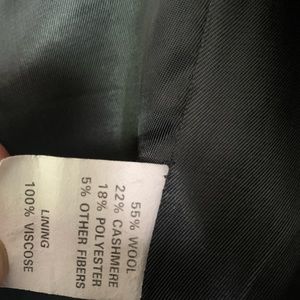 55% WOOL
22% CASHMERE
18% POLYESTER
5% OTHER FIBERS
LINING
100% VISCOSE